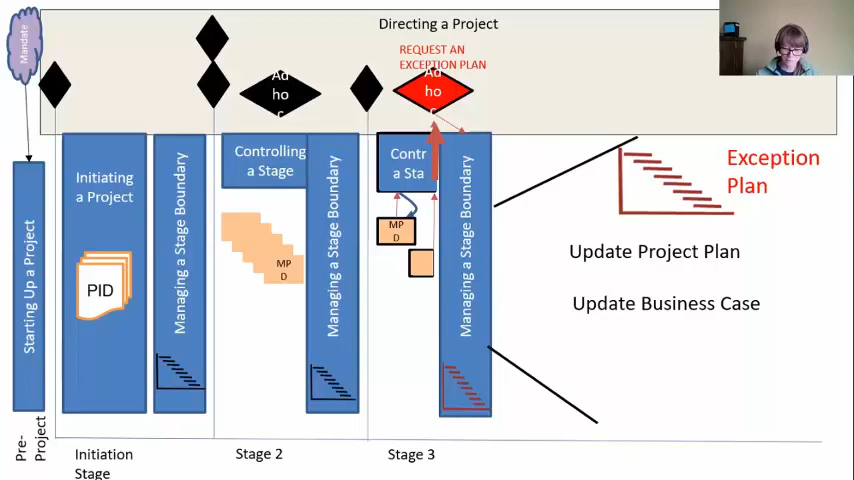 Directing a Project
Mandate
REQUEST AN
EXCEPTION PLAN
Ad
ho
c
Ad
ho
c
Starting Up a Project
Initiating
a Project
PID
Managing a Stage Boundary
Controlling
a Stage
MP
D
Managing a Stage Boundary
Contr
a Sta
MP
D
Managing a Stage Boundary
Exception
Plan
Update Project Plan
Update Business Case
Pre-
Project
Initiation
Stage
Stage 2
Stage 3